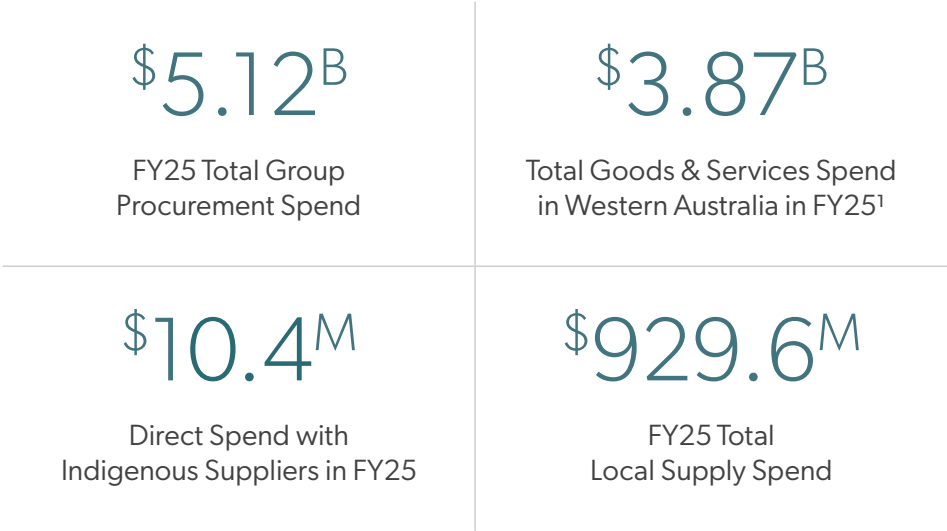 $5.12B
FY25 Total Group
Procurement Spend
$3.87B
Total Goods & Services Spend
in Western Australia in FY25¹
$10.4M
Direct Spend with
Indigenous Suppliers in FY25
$929.6M
FY25 Total
Local Supply Spend